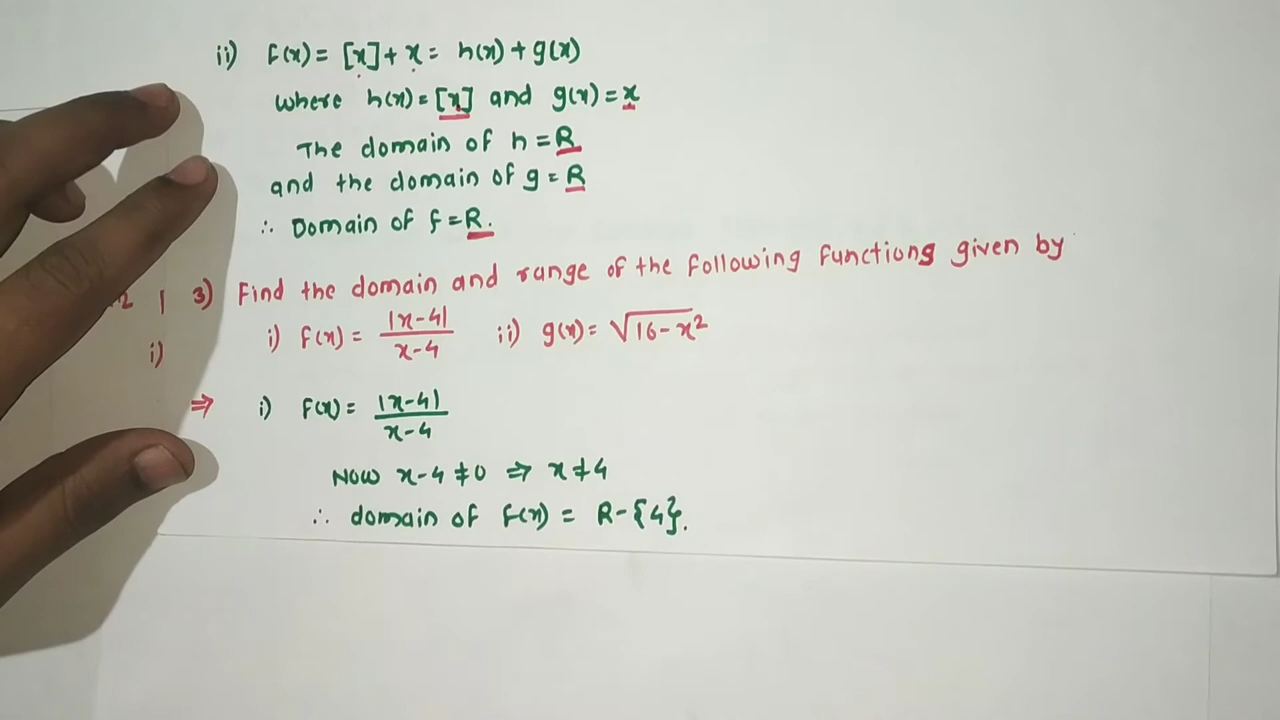 ii) f(x) = [x] + x = h(x) + g(x)
where h(x) = [x] and g(x) = x
The domain of h = R
and the domain of g = R
∴ Domain of f = R.
2 | 3) Find the domain and range of the following functions given by
i) i) f(x) = |x-4| / x-4 ii) g(x) = √16-x²
⇒ i) f(x) = |x-4| / x-4
Now x-4 ≠ 0 ⇒ x ≠ 4
∴ domain of f(x) = R-{4}.